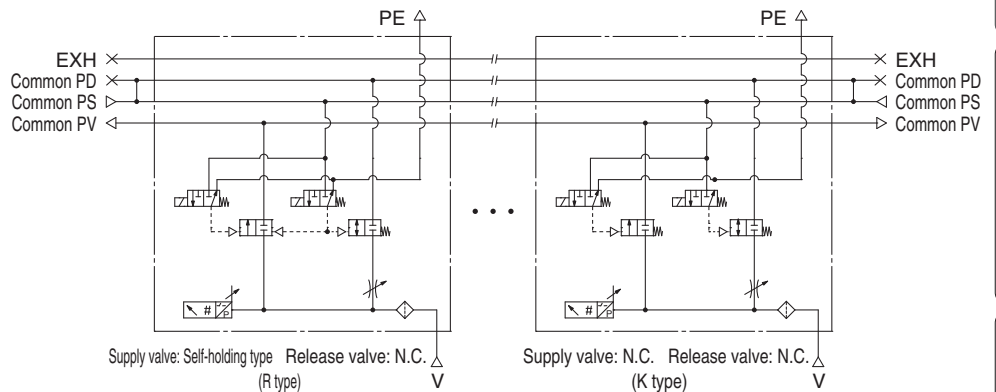 PE PE
EXH EXH
Common PD Common PD
Common PS Common PS
Common PV Common PV
• • •
# P # P
Supply valve: Self-holding type Release valve: N.C. V Supply valve: N.C. Release valve: N.C. V
(R type) (K type)